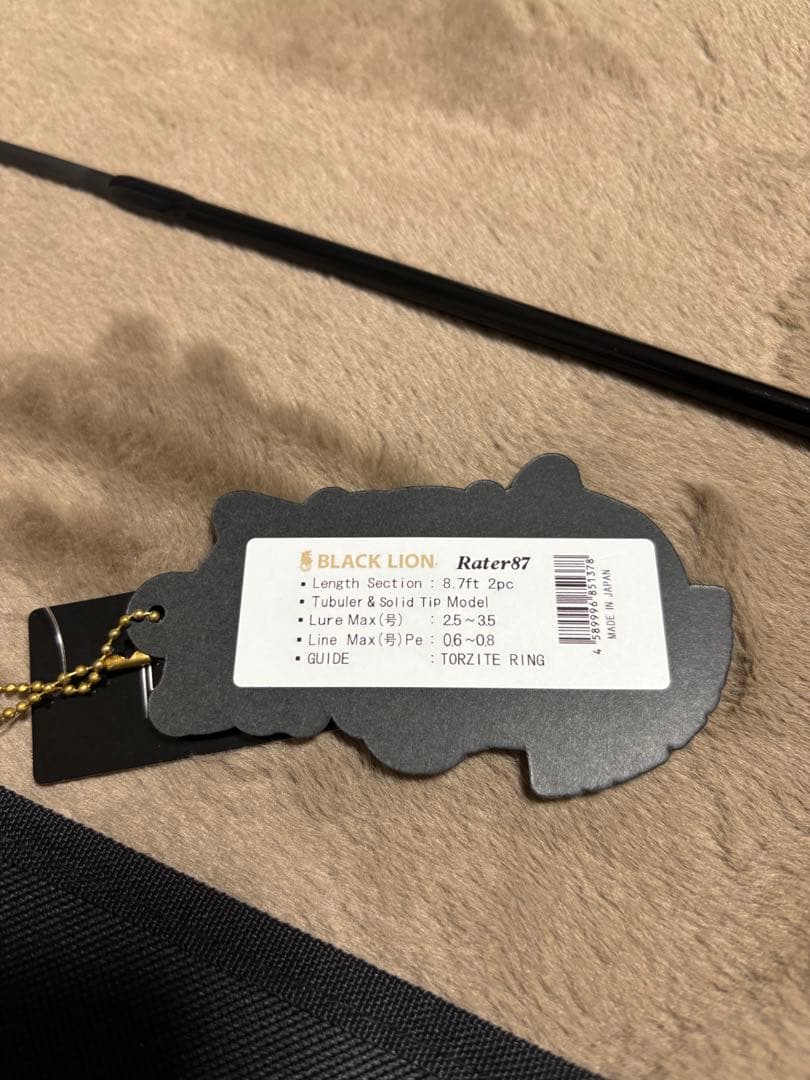 BLACK LION Rater87
▪ Length Section : 8.7ft 2pc
▪ Tubuler & Solid Tip Model
▪ Lure Max(号) : 2.5~3.5
▪ Line Max(号)Pe : 0.6~0.8
▪ GUIDE : TORZITE RING
4 589996 851378
MADE IN JAPAN